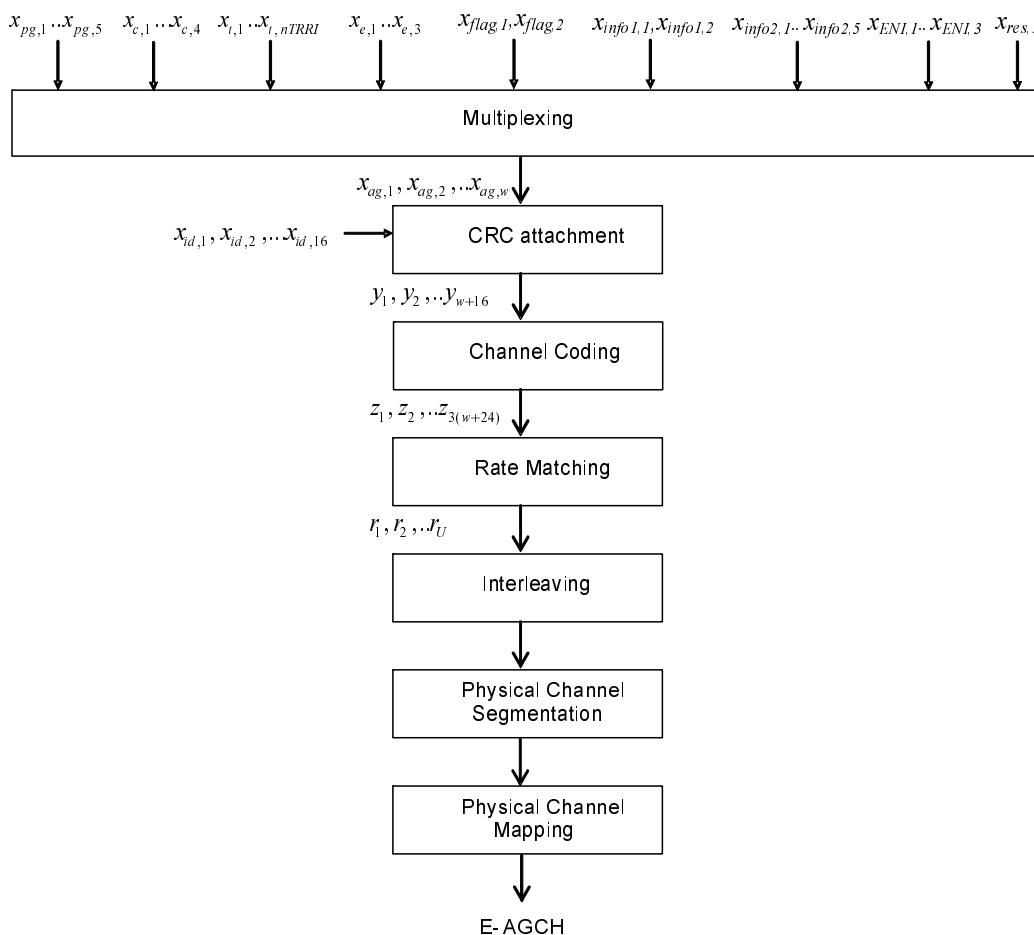 x_{pg,1}..x_{pg,5} x_{c,1}..x_{c,4} x_{t,1}..x_{t,nTRRI} x_{e,1}..x_{e,3} x_{flag,1},x_{flag,2} x_{info1,1},x_{info1,2} x_{info2,1}..x_{info2,5} x_{ENI,1}..x_{ENI,3}
Multiplexing
x_{ag,1}, x_{ag,2},..x_{ag,w}
x_{id,1}, x_{id,2},...x_{id,16}
CRC attachment
y_1, y_2,..y_{w+16}
Channel Coding
z_1, z_2,..z_{3(w+24)}
Rate Matching
r_1, r_2,..r_U
Interleaving
Physical Channel
Segmentation
Physical Channel
Mapping
E- AGCH